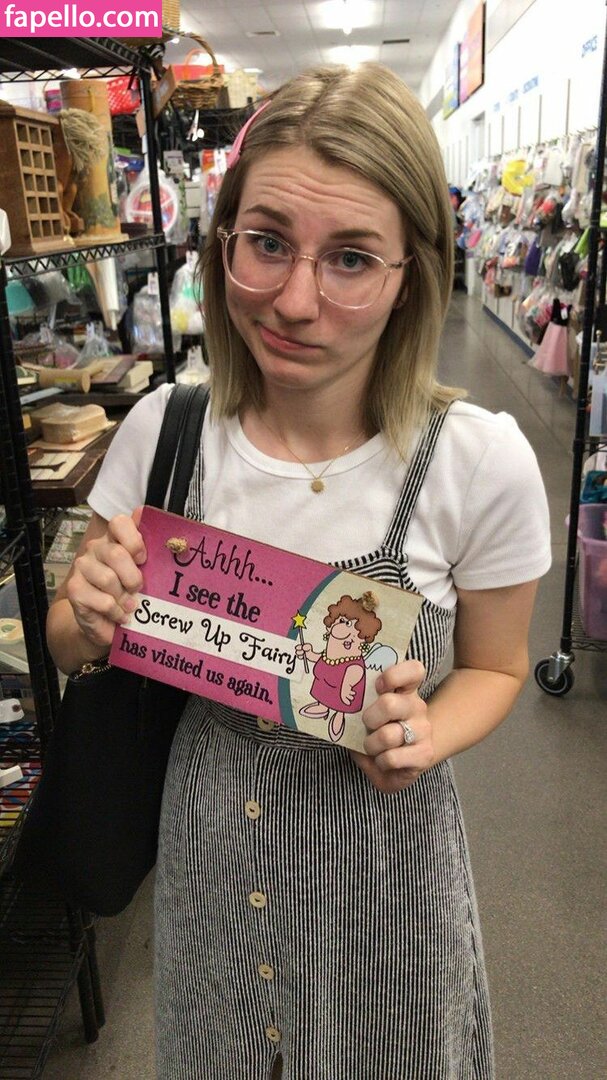 fapello.com
Ahhh...
I see the
Screw Up Fairy
has visited us again.